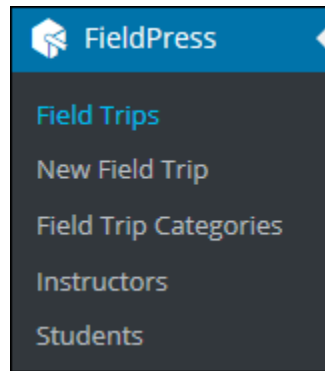 FieldPress
Field Trips
New Field Trip
Field Trip Categories
Instructors
Students